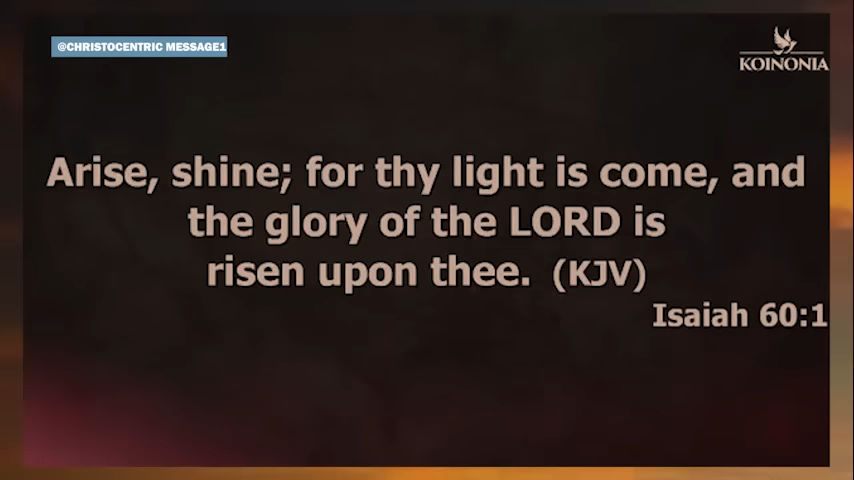 @CHRISTOCENTRIC MESSAGE1
KOINONIA
Arise, shine; for thy light is come, and
the glory of the LORD is
risen upon thee. (KJV)
Isaiah 60:1